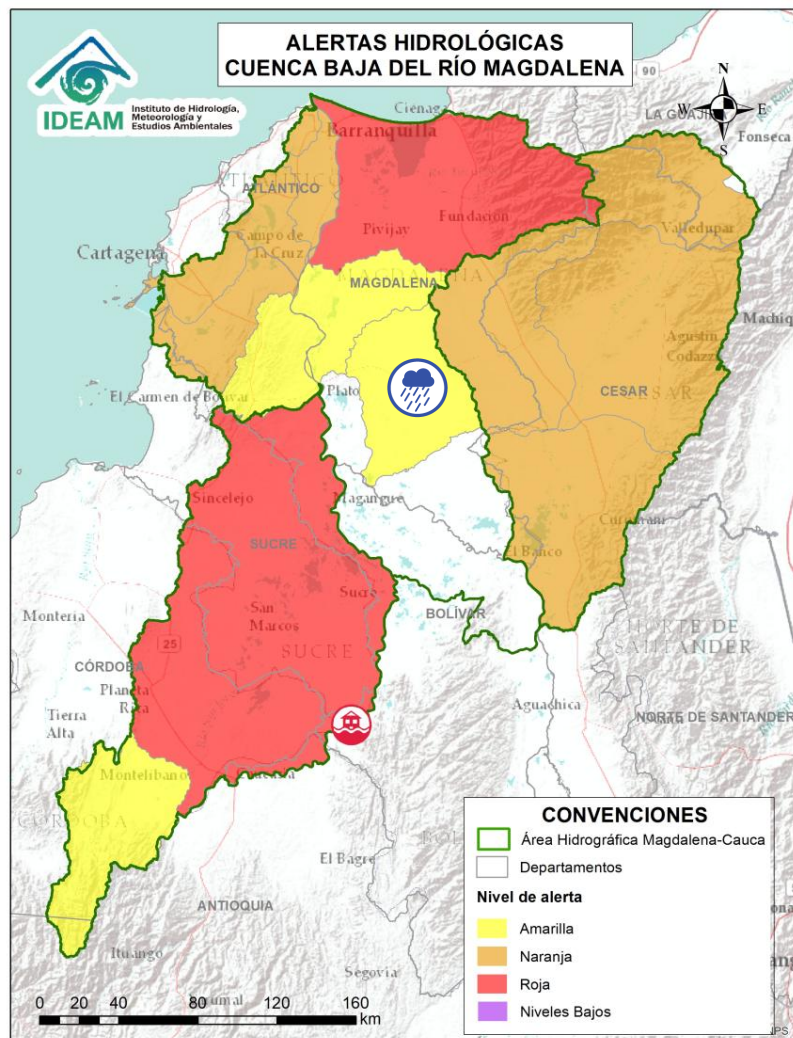 ALERTAS HIDROLÓGICAS
CUENCA BAJA DEL RÍO MAGDALENA
IDEAM
Instituto de Hidrología,
Meteorología y
Estudios Ambientales
N
W
E
S
90
Ciénaga
LA GUAJIRA
Fonseca
Barranquilla
ATLÁNTICO
Pivijay
Fundación
Valledupar
Cartagena
Campo de
la Cruz
MAGDALENA
Machiq
Agustín
Codazzi
El Carmen de Bolívar
Plato
CESAR
Sincelejo
Magangué
SUCRE
El Banco
Sucre
BOLÍVAR
Montería
San
Marcos
SUCRE
NORTE DE
SANTANDER
25
CÓRDOBA
Planeta
Rica
Aguachica
Tierra
Alta
NORTE DE SANTANDER
Montelíbano
CÓRDOBA
El Bagre
ANTIOQUIA
Ituango
Segovia
CONVENCIONES
Área Hidrográfica Magdalena-Cauca
Departamentos
Nivel de alerta
Amarilla
Naranja
Roja
Niveles Bajos
0 20 40 80 120 160
km